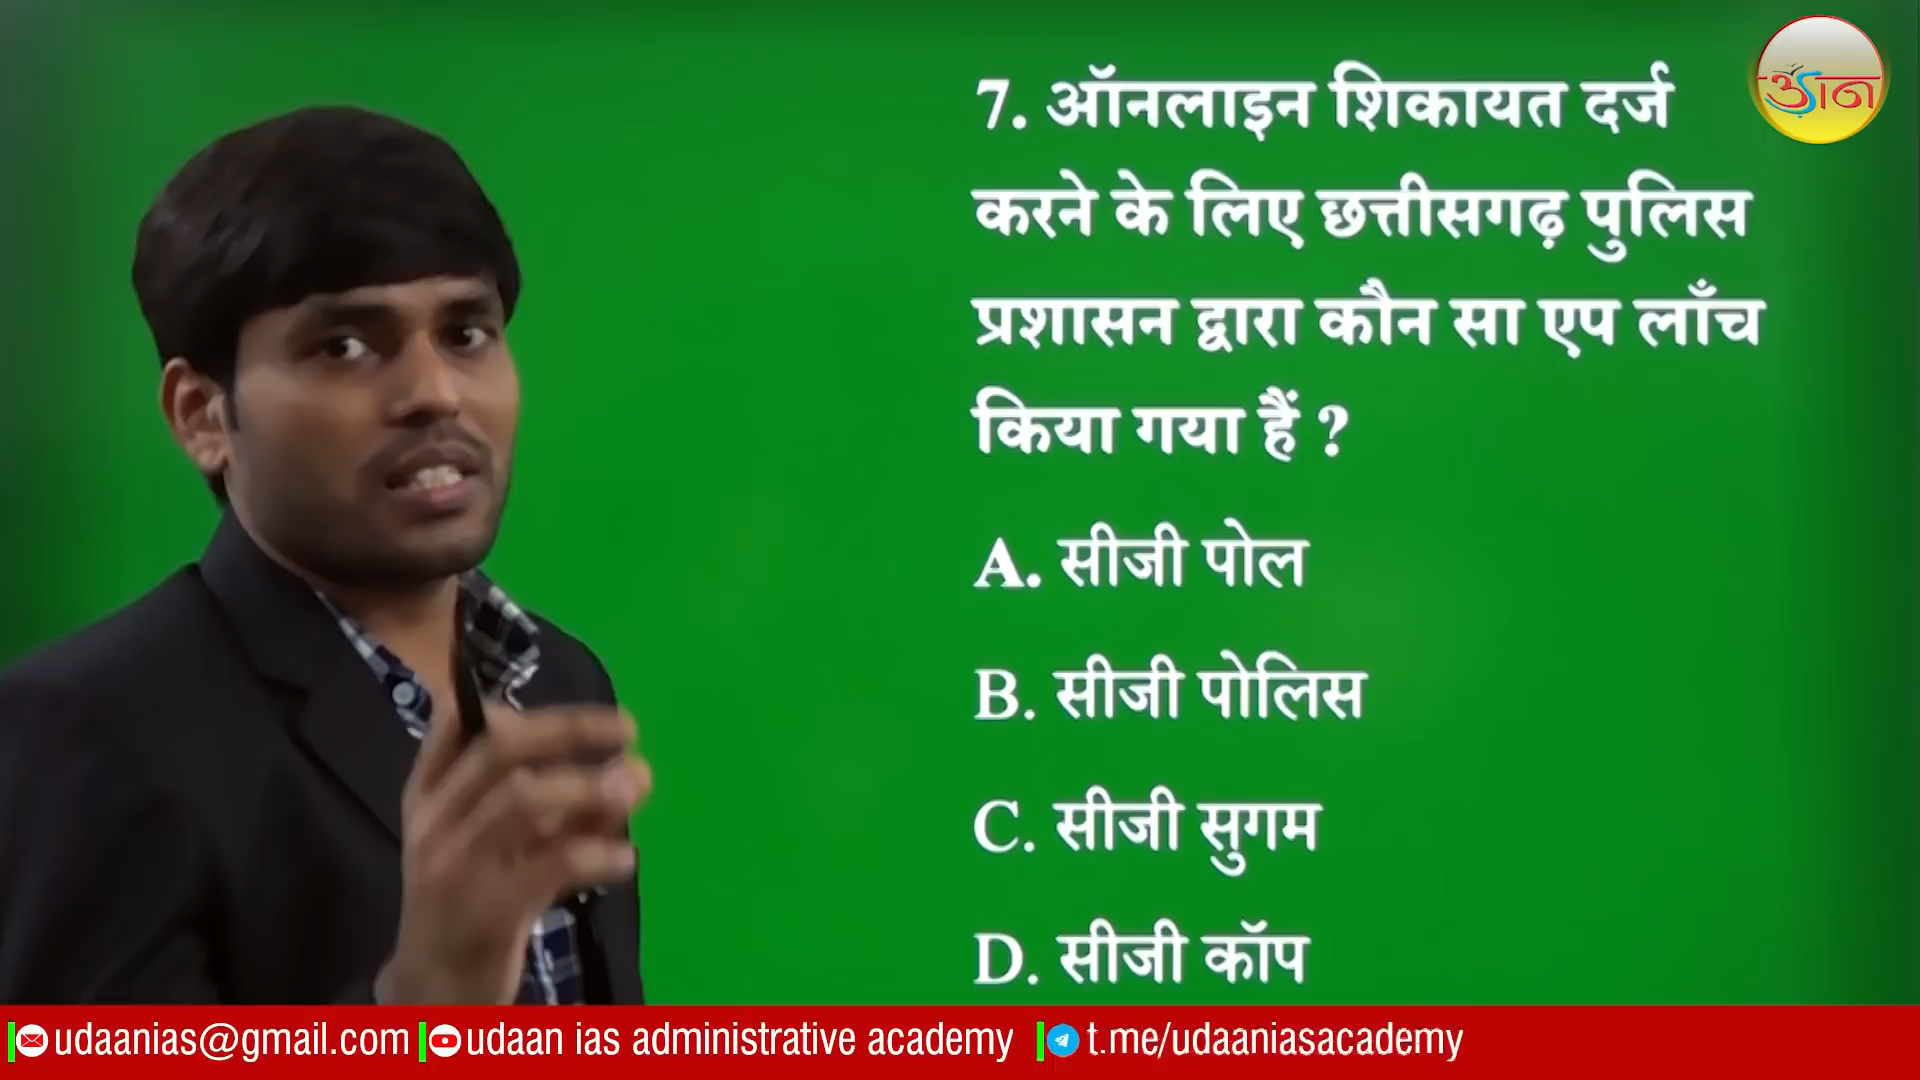 उड़ान
7. ऑनलाइन शिकायत दर्ज
करने के लिए छत्तीसगढ़ पुलिस
प्रशासन द्वारा कौन सा एप लाँच
किया गया हैं ?
A. सीजी पोल
B. सीजी पोलिस
C. सीजी सुगम
D. सीजी कॉप
udaanias@gmail.com udaan ias administrative academy t.me/udaaniasacademy